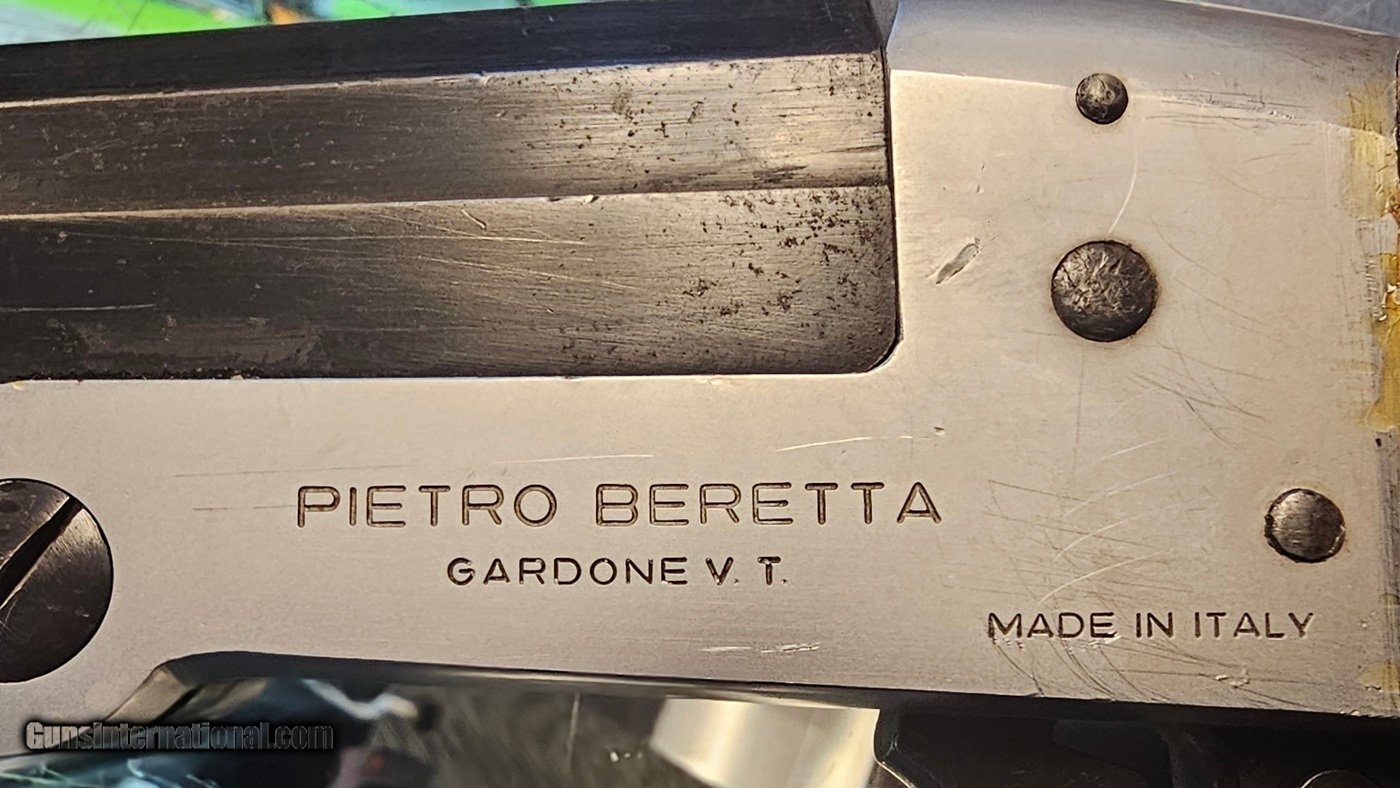 PIETRO BERETTA
GARDONE V. T.
MADE IN ITALY
GunsInternational.com